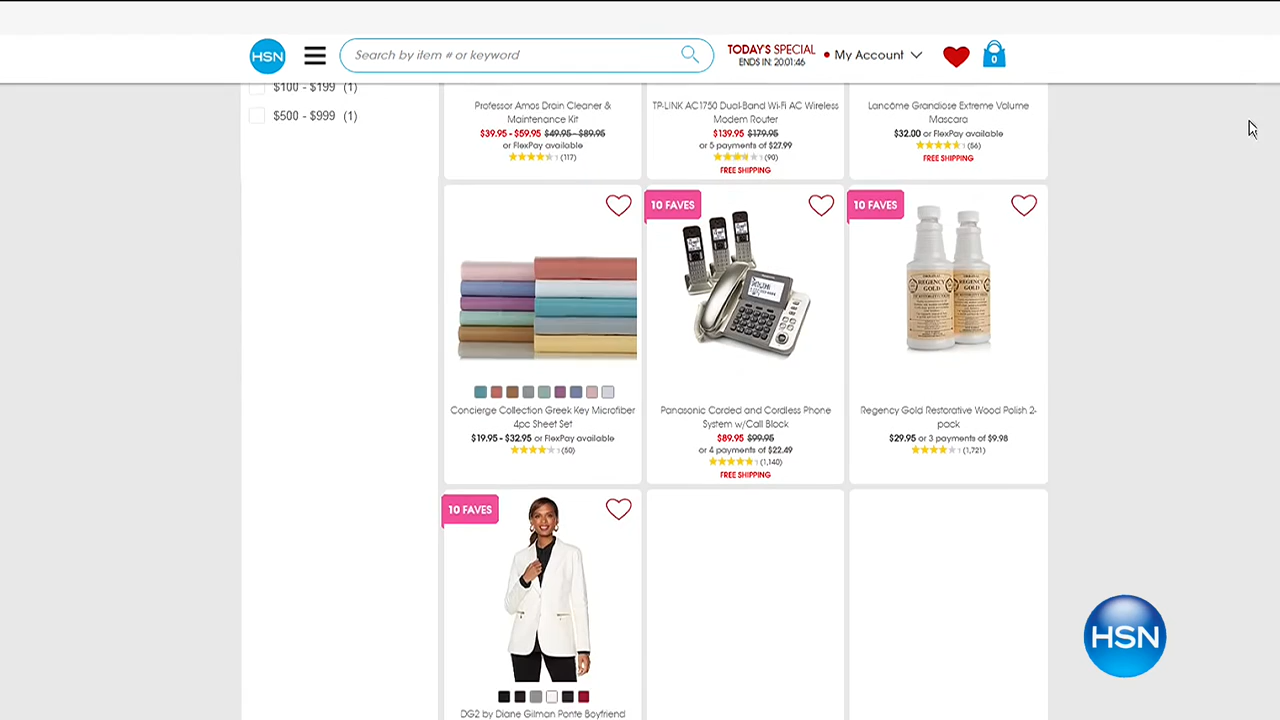 HSN
Search by item # or keyword
TODAY'S SPECIAL
ENDS IN: 20:01:46
My Account
0
$100 - $199 (1)
$500 - $999 (1)
Professor Amos Drain Cleaner &
Maintenance Kit
$39.95 - $59.95 $49.95 - $89.95
or FlexPay available
(117)
TP-LINK AC1750 Dual-Band Wi-Fi AC Wireless
Modem Router
$139.95 $179.95
or 5 payments of $27.99
(90)
FREE SHIPPING
Lancôme Grandiose Extreme Volume
Mascara
$32.00 or FlexPay available
(56)
FREE SHIPPING
Concierge Collection Greek Key Microfiber
4pc Sheet Set
$19.95 - $32.95 or FlexPay available
(50)
10 FAVES
Panasonic Corded and Cordless Phone
System w/Call Block
$89.95 $99.95
or 4 payments of $22.49
(1,140)
FREE SHIPPING
10 FAVES
REGENCY
GOLD
REGENCY
GOLD
Regency Gold Restorative Wood Polish 2-
pack
$29.95 or 3 payments of $9.98
(1,721)
10 FAVES
DG2 by Diane Gilman Ponte Boyfriend
HSN